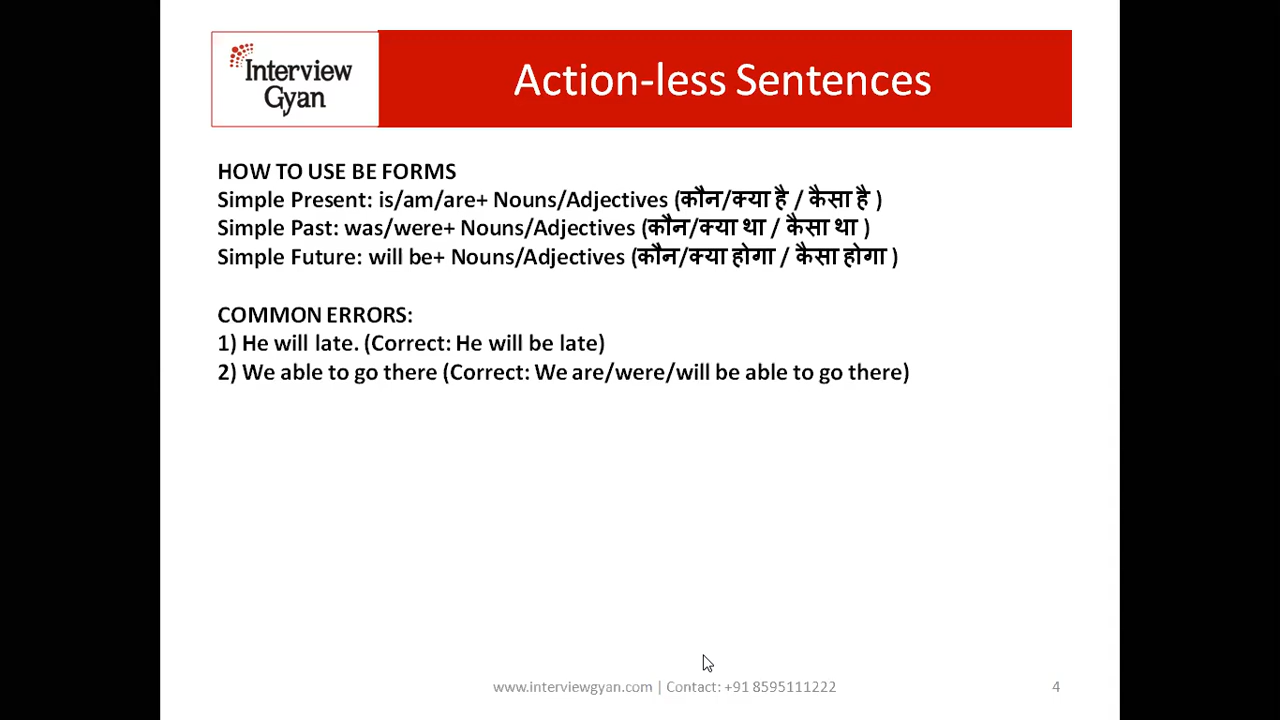 Interview
Gyan
Action-less Sentences
HOW TO USE BE FORMS
Simple Present: is/am/are+ Nouns/Adjectives (कौन/क्या है / कैसा है )
Simple Past: was/were+ Nouns/Adjectives (कौन/क्या था / कैसा था )
Simple Future: will be+ Nouns/Adjectives (कौन/क्या होगा / कैसा होगा )
COMMON ERRORS:
1) He will late. (Correct: He will be late)
2) We able to go there (Correct: We are/were/will be able to go there)
www.interviewgyan.com | Contact: +91 8595111222
4